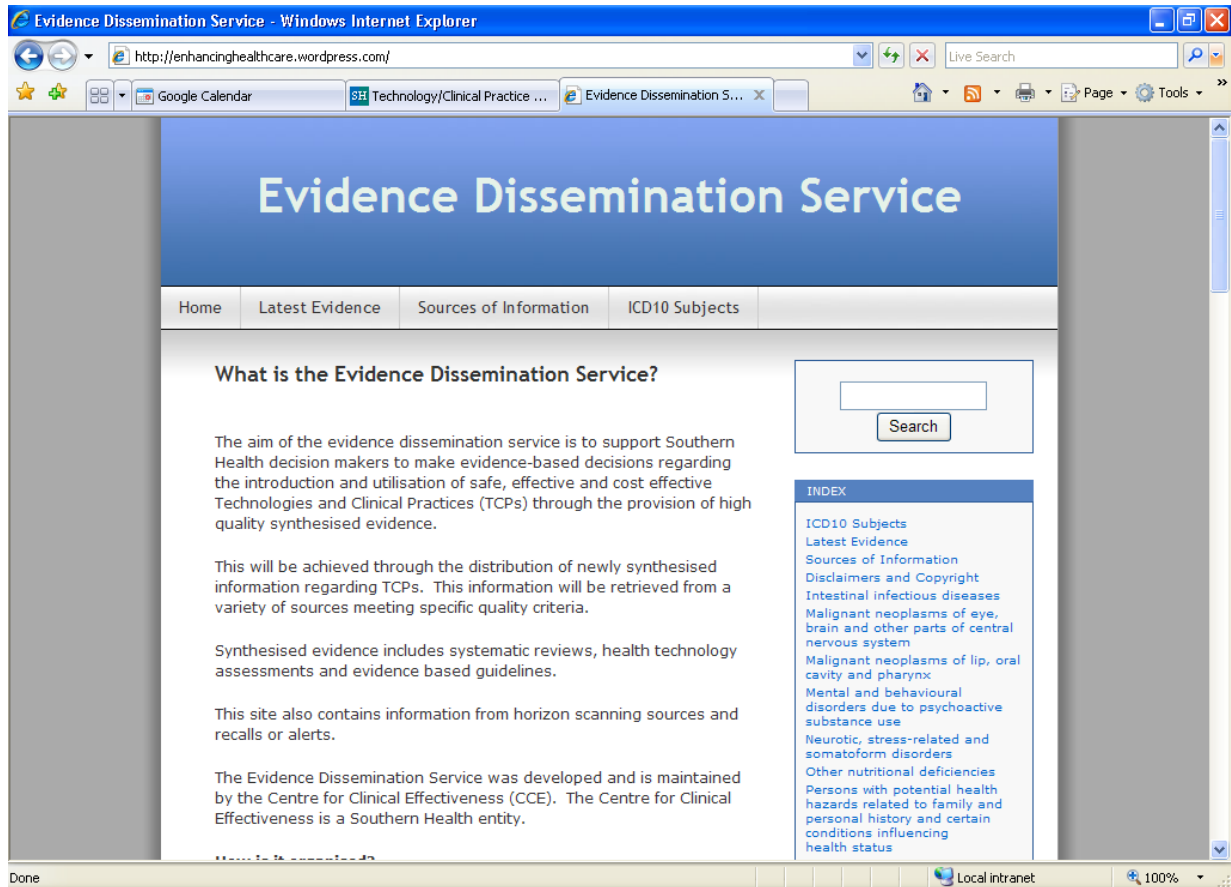 Evidence Dissemination Service - Windows Internet Explorer
http://enhancinghealthcare.wordpress.com/
Live Search
Google Calendar
SH Technology/Clinical Practice ...
Evidence Dissemination S...
Page
Tools
Evidence Dissemination Service
Home
Latest Evidence
Sources of Information
ICD10 Subjects
What is the Evidence Dissemination Service?
The aim of the evidence dissemination service is to support Southern
Health decision makers to make evidence-based decisions regarding
the introduction and utilisation of safe, effective and cost effective
Technologies and Clinical Practices (TCPs) through the provision of high
quality synthesised evidence.
This will be achieved through the distribution of newly synthesised
information regarding TCPs. This information will be retrieved from a
variety of sources meeting specific quality criteria.
Synthesised evidence includes systematic reviews, health technology
assessments and evidence based guidelines.
This site also contains information from horizon scanning sources and
recalls or alerts.
The Evidence Dissemination Service was developed and is maintained
by the Centre for Clinical Effectiveness (CCE). The Centre for Clinical
Effectiveness is a Southern Health entity.
How is it organised?
Search
INDEX
ICD10 Subjects
Latest Evidence
Sources of Information
Disclaimers and Copyright
Intestinal infectious diseases
Malignant neoplasms of eye,
brain and other parts of central
nervous system
Malignant neoplasms of lip, oral
cavity and pharynx
Mental and behavioural
disorders due to psychoactive
substance use
Neurotic, stress-related and
somatoform disorders
Other nutritional deficiencies
Persons with potential health
hazards related to family and
personal history and certain
conditions influencing
health status
Done
Local intranet
100%